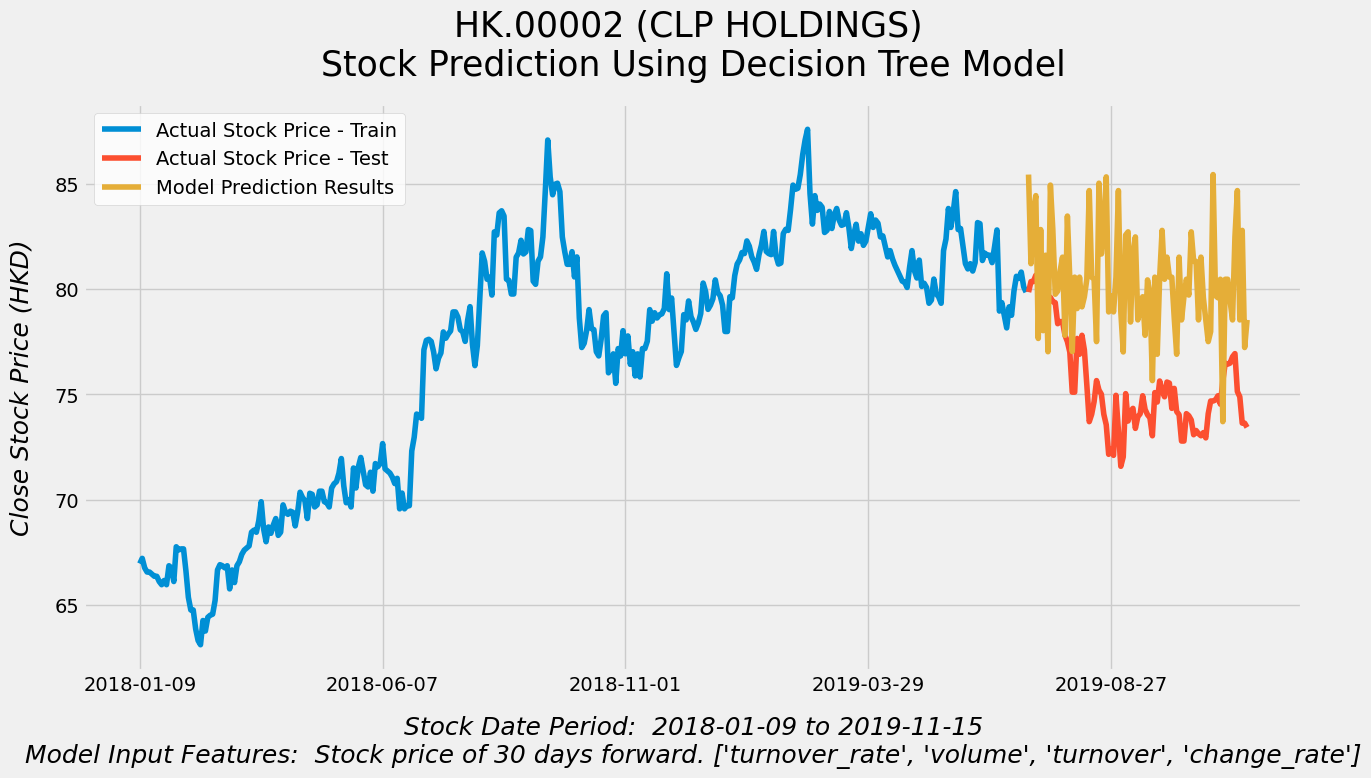 HK.00002 (CLP HOLDINGS)
Stock Prediction Using Decision Tree Model
Actual Stock Price - Train
Actual Stock Price - Test
Model Prediction Results
85
80
75
70
65
Close Stock Price (HKD)
2018-01-09
2018-06-07
2018-11-01
2019-03-29
2019-08-27
Stock Date Period:  2018-01-09 to 2019-11-15
Model Input Features:  Stock price of 30 days forward. ['turnover_rate', 'volume', 'turnover', 'change_rate']